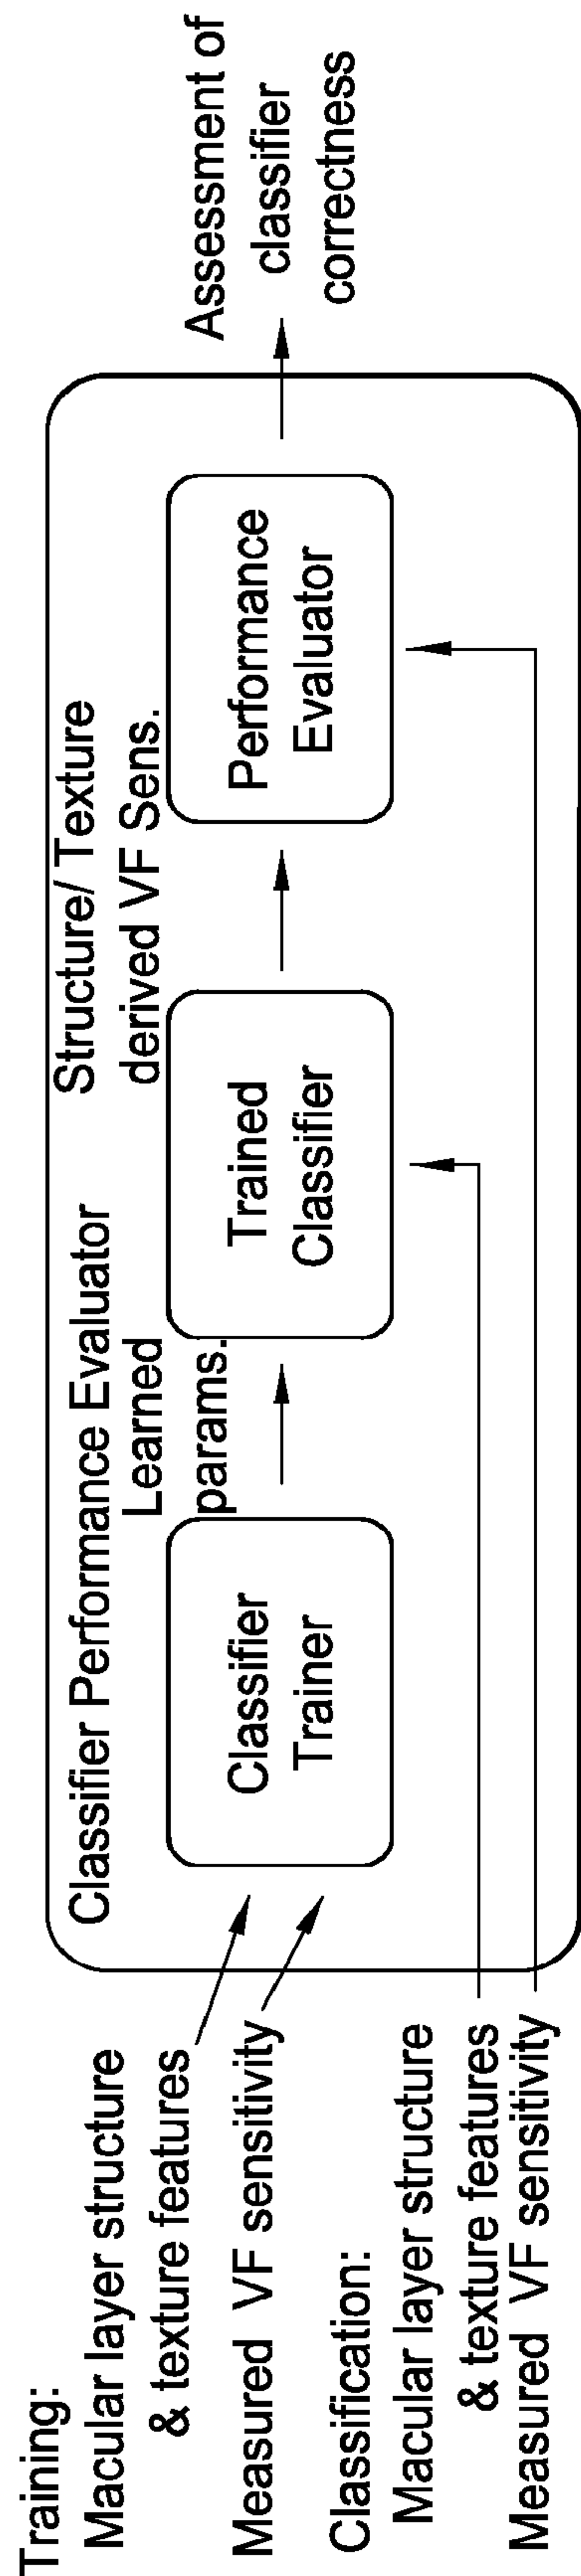 Training:
Macular layer structure
& texture features
Measured VF sensitivity
Classification:
Macular layer structure
& texture features
Measured VF sensitivity
Classifier Performance Evaluator
Classifier
Trainer
Learned
params.
Trained
Classifier
Structure/ Texture
derived VF Sens.
Performance
Evaluator
Assessment of
classifier
correctness